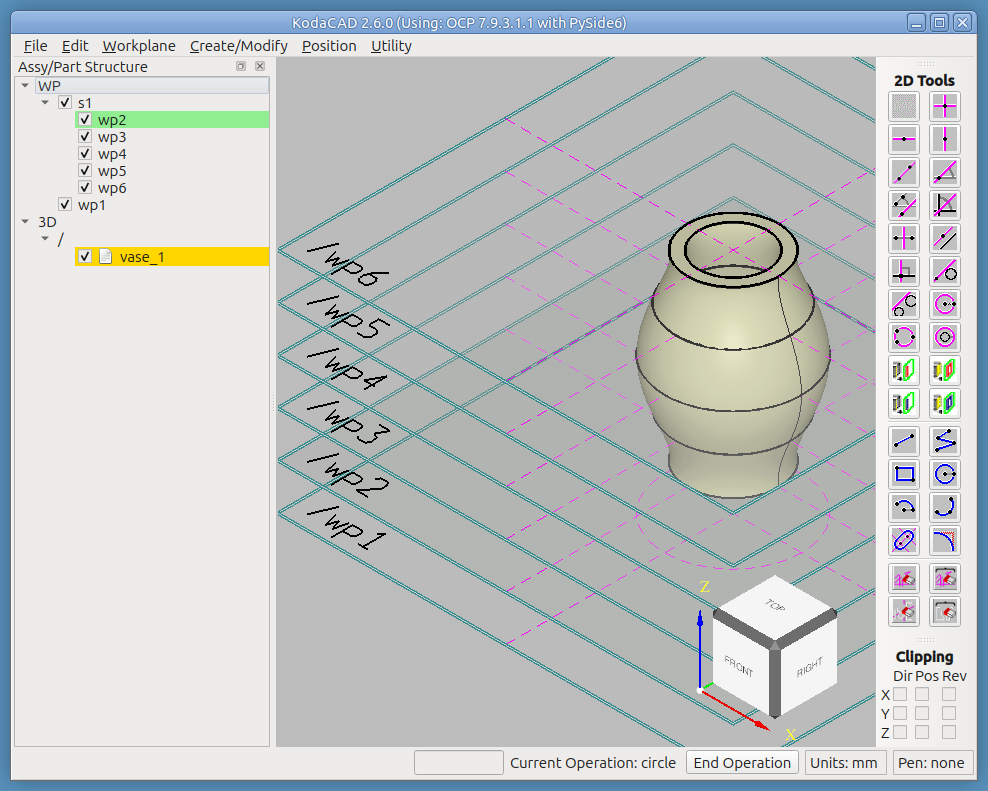 KodaCAD 2.6.0 (Using: OCP 7.9.3.1.1 with PySide6)
File Edit Workplane Create/Modify Position Utility
Assy/Part Structure
WP
s1
wp2
wp3
wp4
wp5
wp6
wp1
3D
/
vase_1
wp6
wp5
wp4
wp3
wp2
wp1
Z
TOP
FRONT
RIGHT
X
2D Tools
Clipping
Dir Pos Rev
X
Y
Z
Current Operation: circle End Operation Units: mm Pen: none